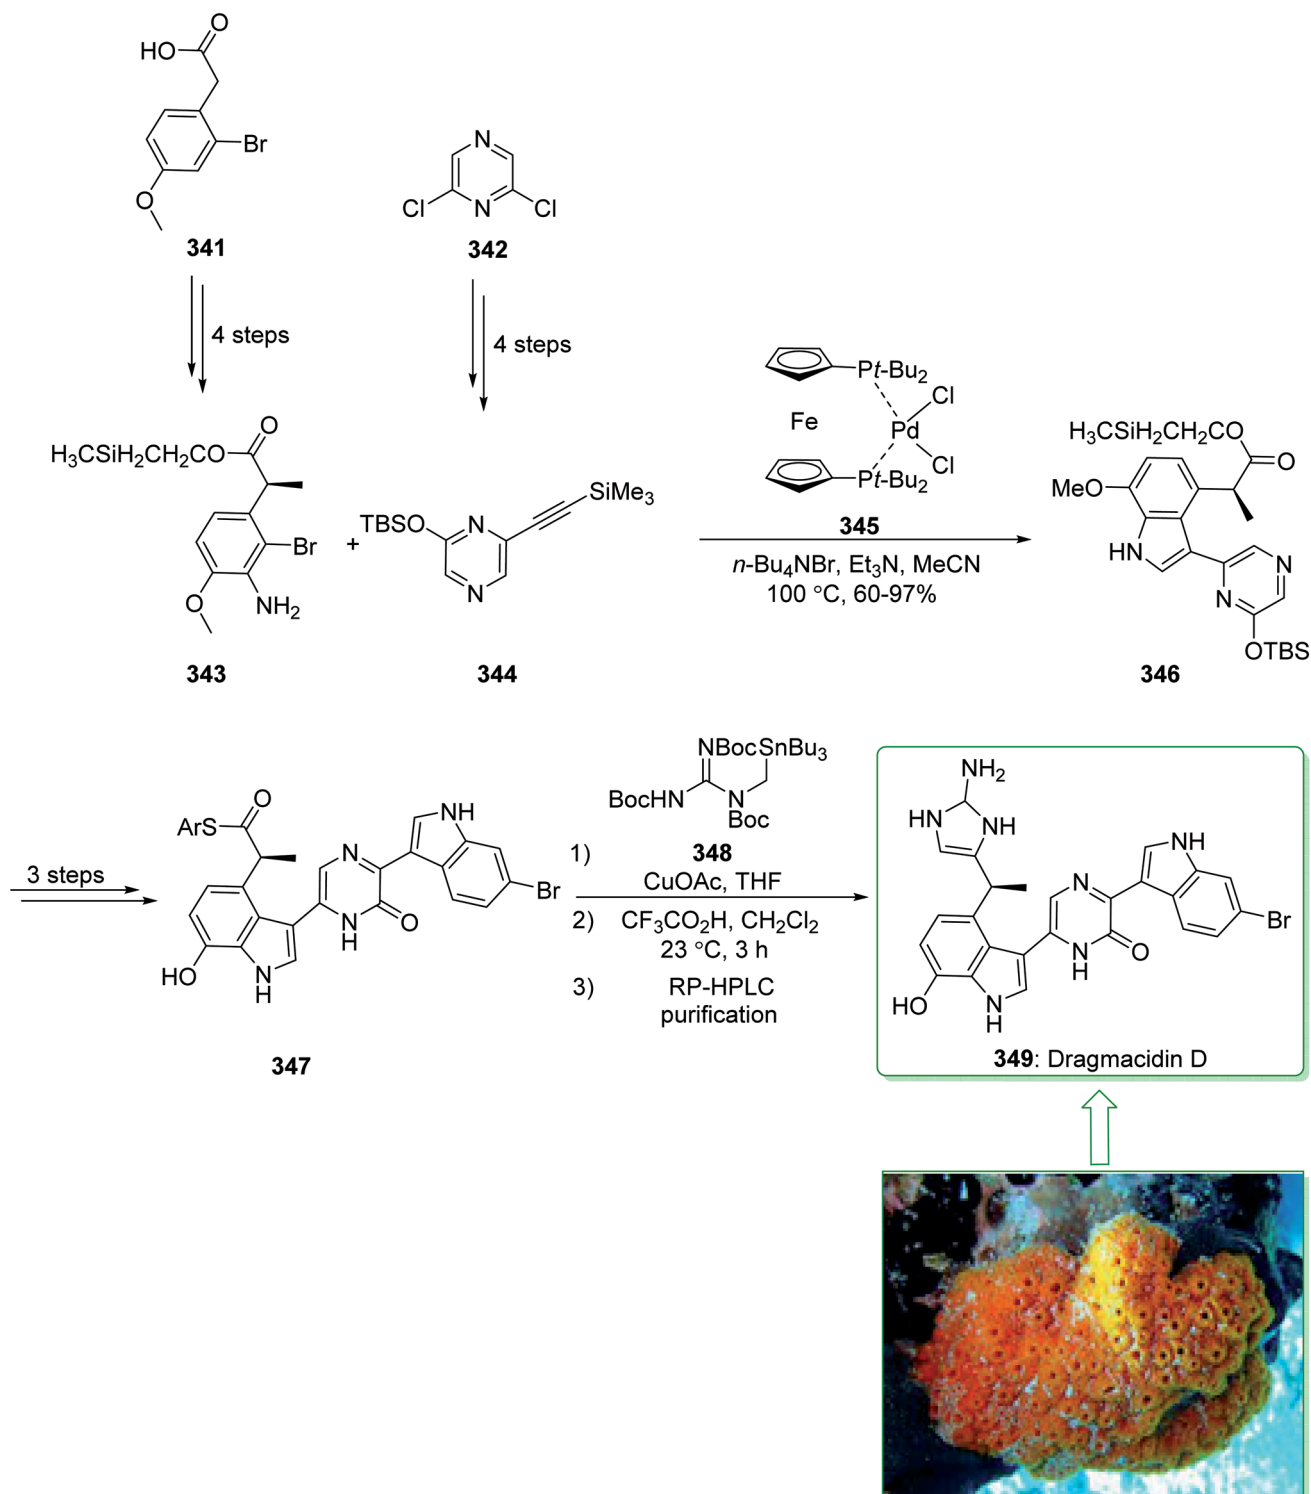 O
HO
Br
O
341
N
Cl
N
Cl
342
4 steps
4 steps
H3CSiH2CH2CO
O
Br
NH2
O
343
+
SiMe3
TBSO
N
N
344
Pt-Bu2
Cl
Fe
Pd
Cl
Pt-Bu2
345
n-Bu4NBr, Et3N, MeCN
100 °C, 60-97%
H3CSiH2CH2CO
O
MeO
HN
N
N
OTBS
346
3 steps
O
ArS
N
NH
Br
O
N
H
HO
N
H
347
NBoc
SnBu3
BocHN
N
Boc
1)
348
CuOAc, THF
2)
CF3CO2H, CH2Cl2
23 °C, 3 h
3)
RP-HPLC
purification
NH2
HN
NH
N
NH
Br
O
N
H
HO
N
H
349: Dragmacidin D